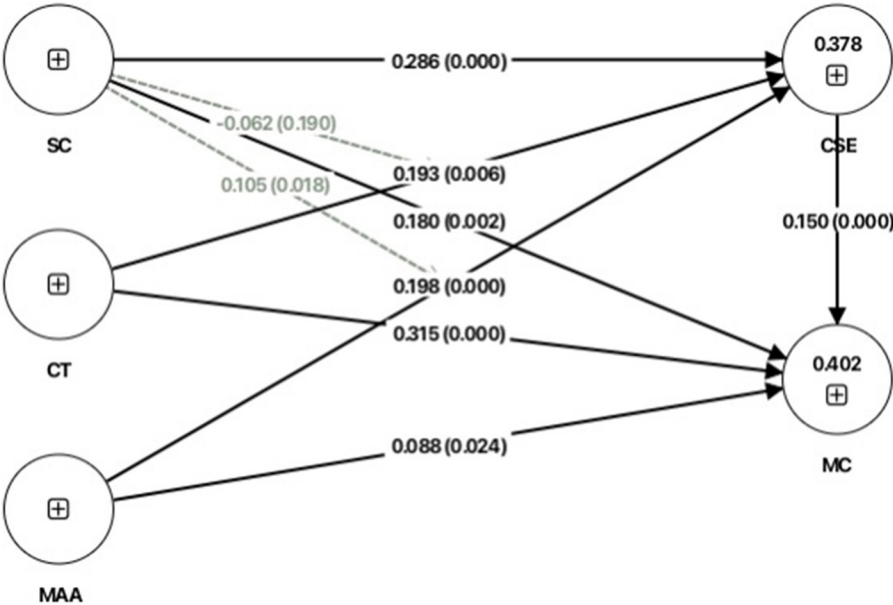 0.378
0.286 (0.000)
SC
CSE
-0.062 (0.190)
0.193 (0.006)
0.105 (0.018)
0.180 (0.002)
0.150 (0.000)
0.198 (0.000)
0.315 (0.000)
CT
0.402
0.088 (0.024)
MC
MAA